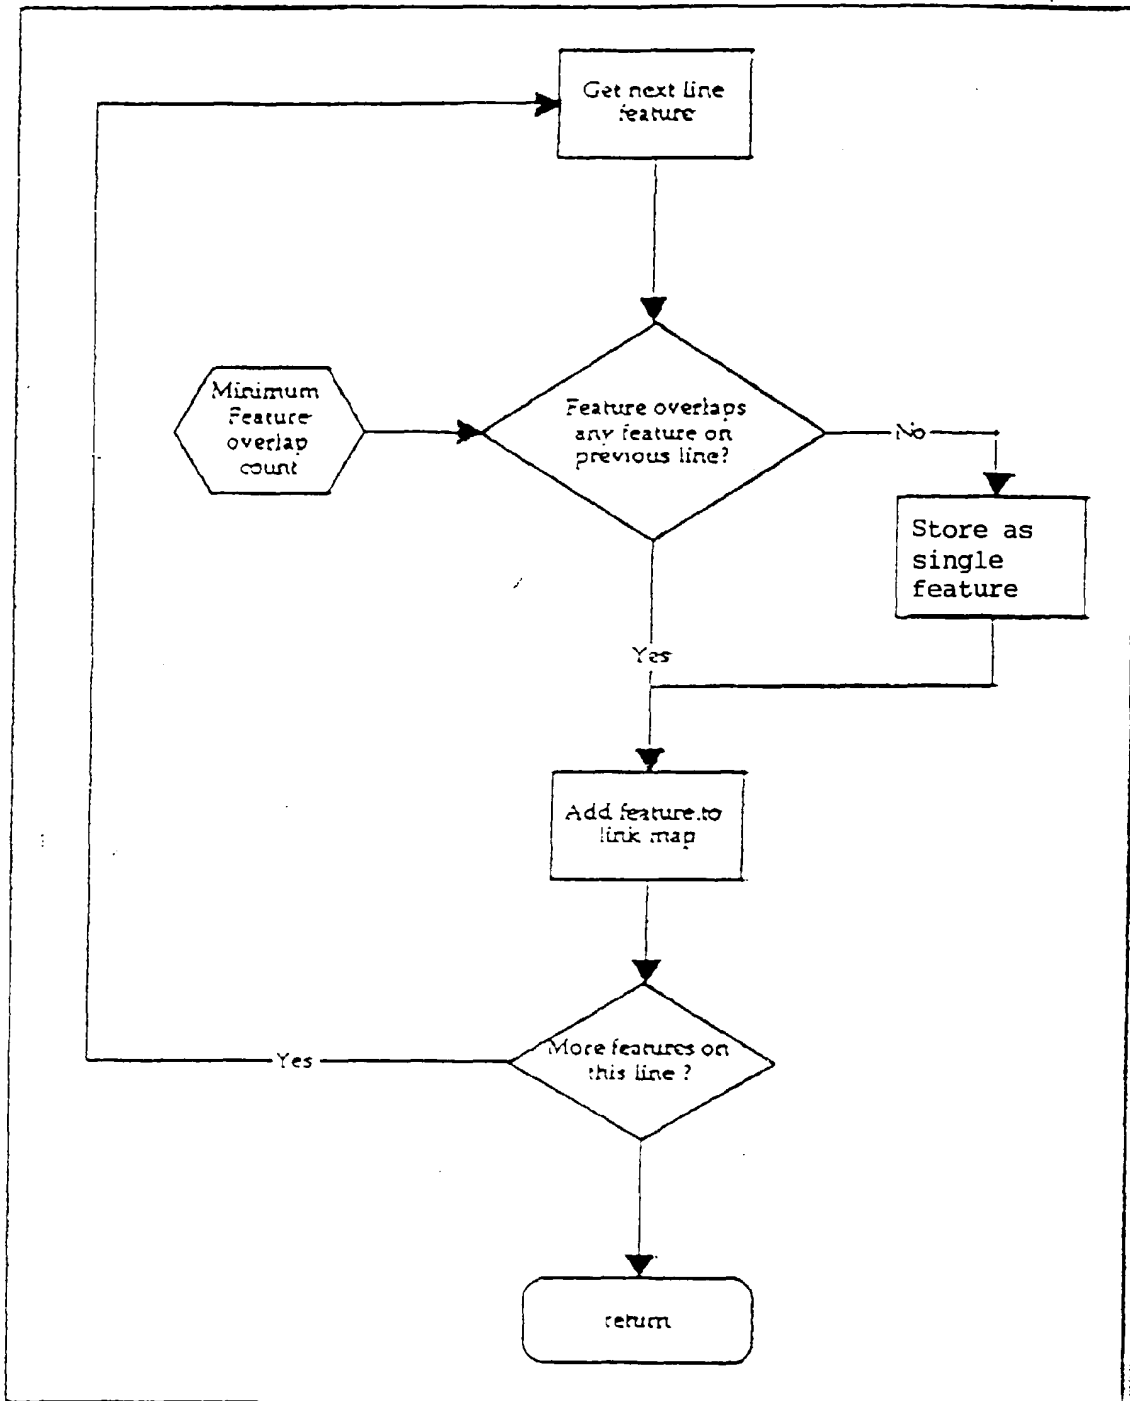 Get next line
feature
Minimum
Feature
overlap
count
Feature overlaps
any feature on
previous line?
No
Store as
single
feature
Yes
Add feature to
link map
More features on
this line ?
Yes
return